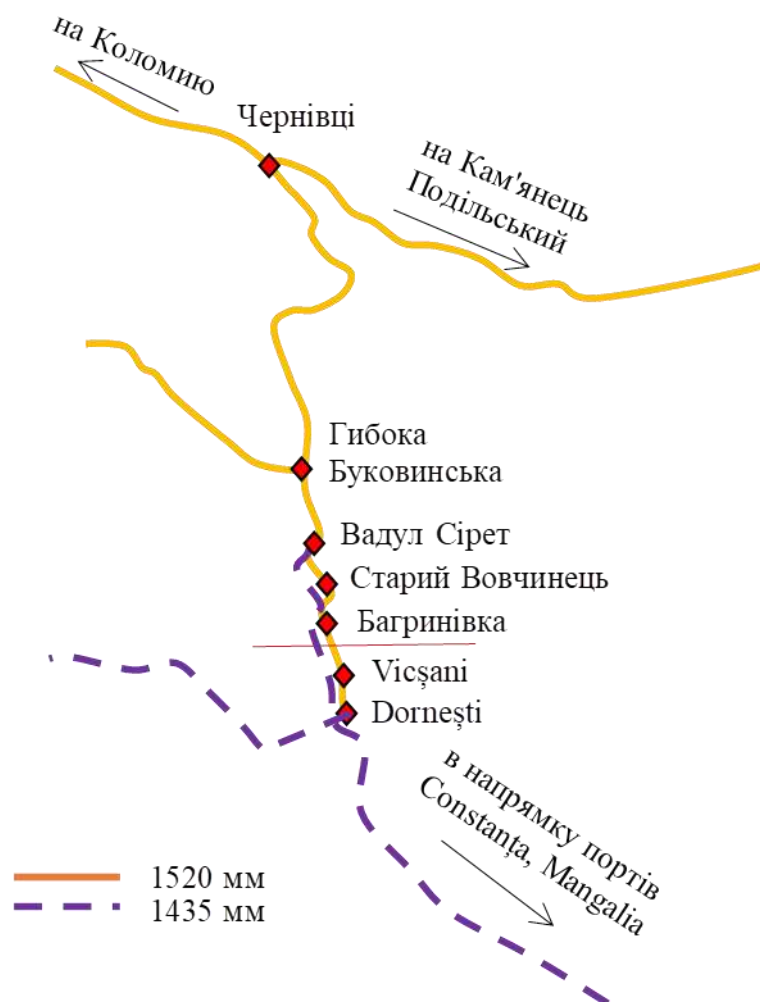 на Коломию
Чернівці
на Кам'янець
Подільський
Гибока
Буковинська
Вадул Сірет
Старий Вовчинець
Багринівка
Vicșani
Dornești
в напрямку портів
Constanța, Mangalia
1520 мм
1435 мм